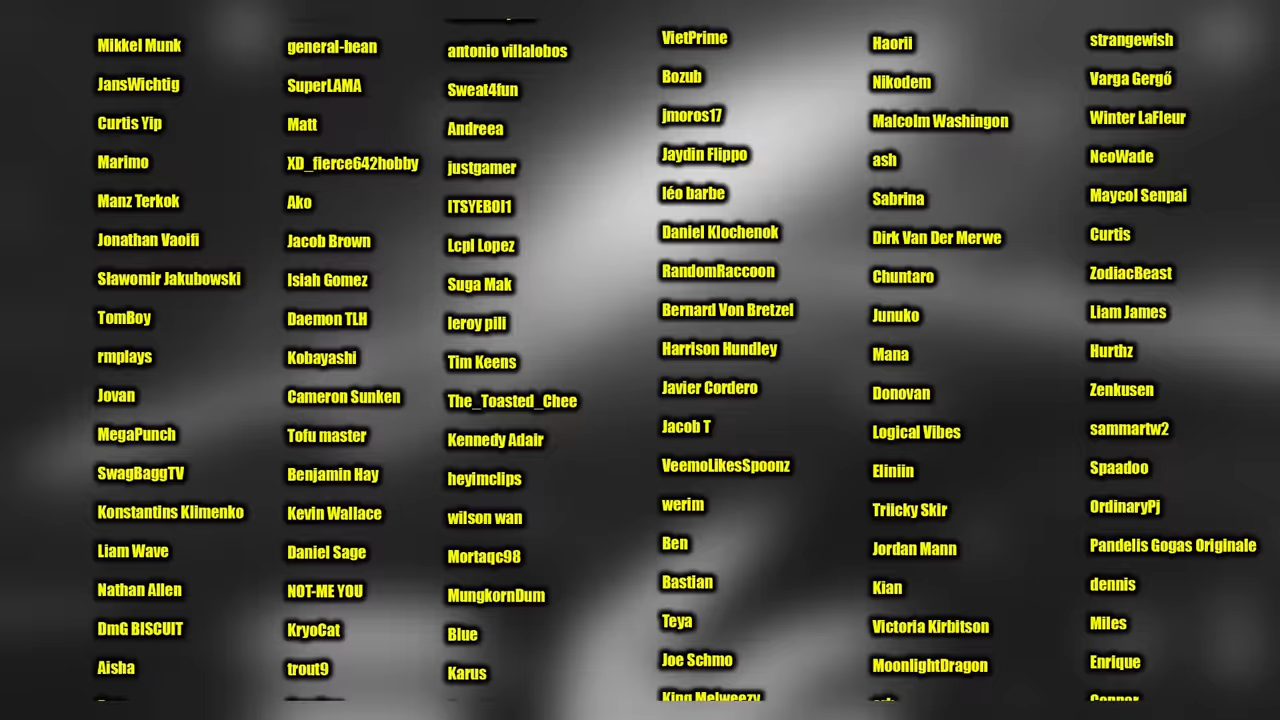 Mikkel Munk
JansWichtig
Curtis Yip
Marimo
Manz Terkok
Jonathan Vaoifi
Sławomir Jakubowski
TomBoy
rmplays
Jovan
MegaPunch
SwagBaggTV
Konstantins Klimenko
Liam Wave
Nathan Allen
DmG BISCUIT
Aisha
general-bean
SuperLAMA
Matt
XD_fierce642hobby
Ako
Jacob Brown
Islah Gomez
Daemon TLH
Kobayashi
Cameron Sunken
Tofu master
Benjamin Hay
Kevin Wallace
Daniel Sage
NOT-ME YOU
KryoCat
trout9
antonio villalobos
Sweat4fun
Andreea
justgamer
ITSYEBOI1
Lcpl Lopez
Suga Mak
leroy pili
Tim Keens
The_Toasted_Chee
Kennedy Adair
heyimclips
wilson wan
Mortaqc98
MungkornDum
Blue
Karus
VietPrime
Bozub
jmoros17
Jaydin Flippo
léo barbe
Daniel Klochenok
RandomRaccoon
Bernard Von Bretzel
Harrison Hundley
Javier Cordero
Jacob T
VeemoLikesSpoonz
werim
Ben
Bastian
Teya
Joe Schmo
King Melweezy
Haorii
Nikodem
Malcolm Washingon
ash
Sabrina
Dirk Van Der Merwe
Chuntaro
Junuko
Mana
Donovan
Logical Vibes
Eliniin
Triicky Skir
Jordan Mann
Kian
Victoria Kirbitson
MoonlightDragon
strangewish
Varga Gergő
Winter LaFleur
NeoWade
Maycol Senpai
Curtis
ZodiacBeast
Liam James
Hurthz
Zenkusen
sammartw2
Spaadoo
OrdinaryPj
Pandelis Gogas Originale
dennis
Miles
Enrique